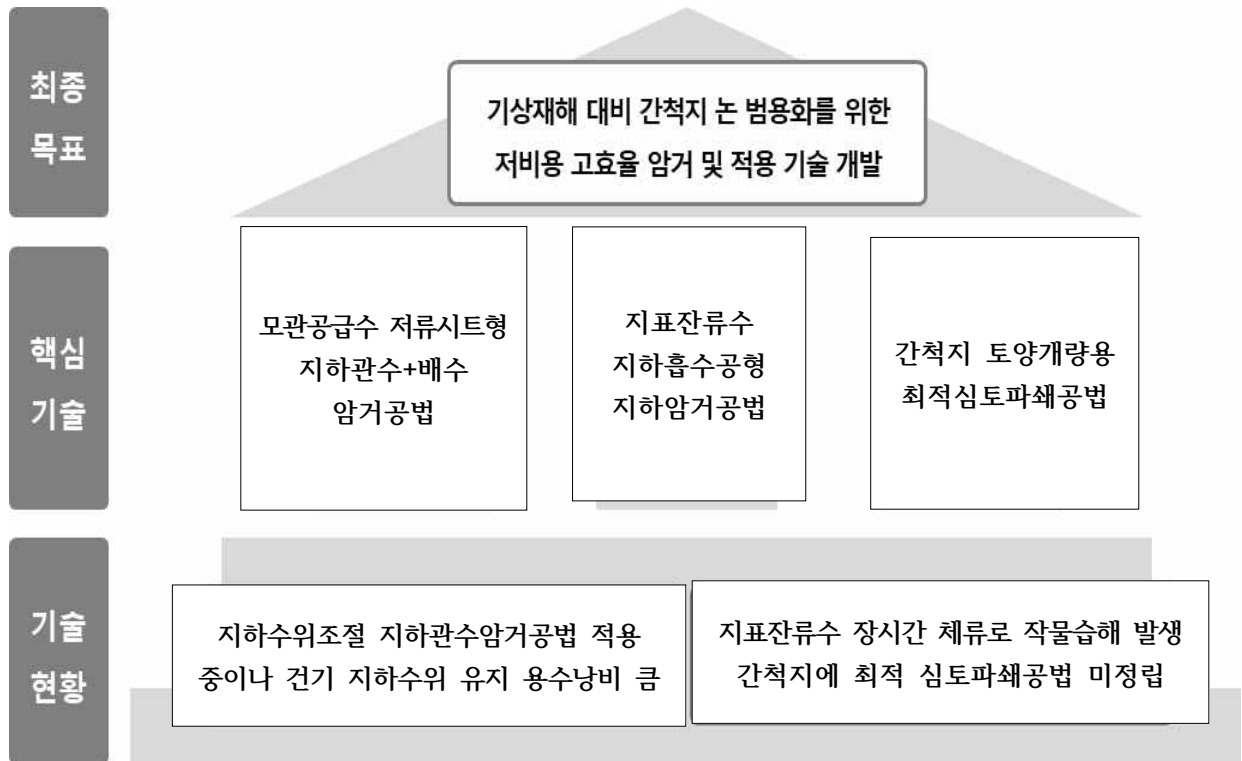 최종
목표
기상재해 대비 간척지 논 범용화를 위한
저비용 고효율 암거 및 적용 기술 개발
핵심
기술
모관공급수 저류시트형
지하관수+배수
암거공법
지표잔류수
지하흡수공형
지하암거공법
간척지 토양개량용
최적심토파쇄공법
기술
현황
지하수위조절 지하관수암거공법 적용
중이나 건기 지하수위 유지 용수낭비 큼
지표잔류수 장시간 체류로 작물습해 발생
간척지에 최적 심토파쇄공법 미정립